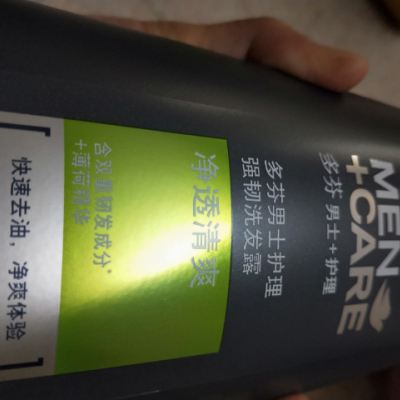 MEN
+CARE
多芬 男士+护理
多芬男士护理
强韧洗发露
净透清爽
含双重韧发成分*
+薄荷精华
快速去油，净爽体验